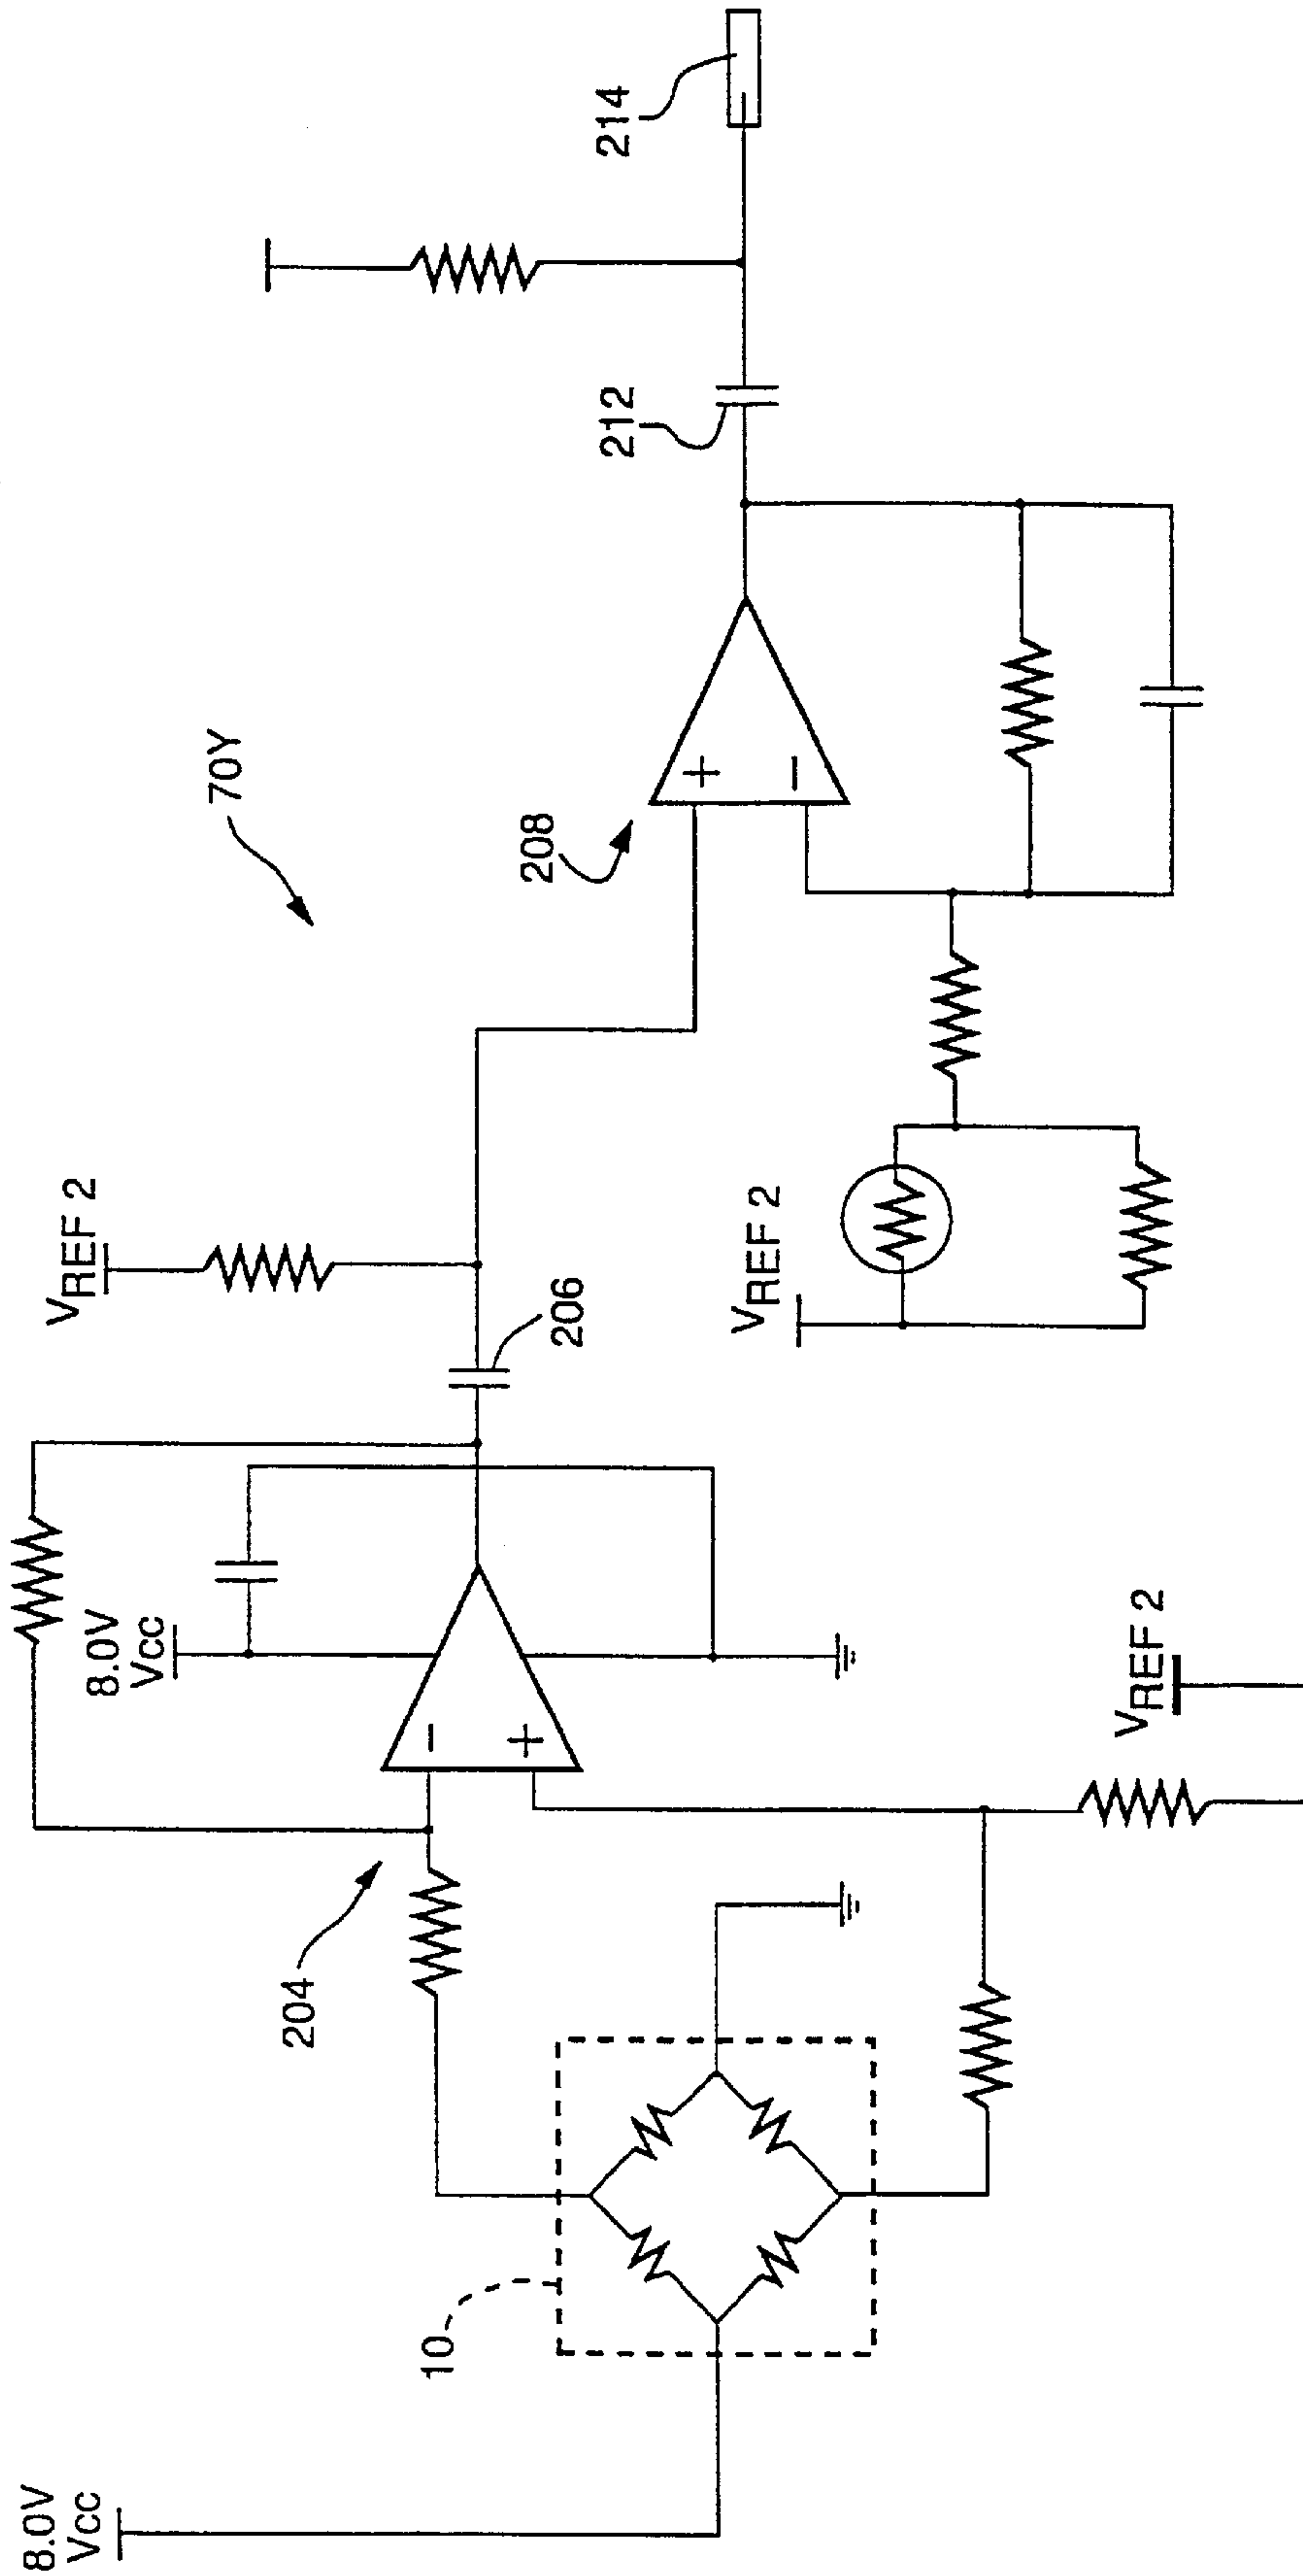 8.0V
VCC
10
204
8.0V
VCC
VREF 2
VREF 2
206
VREF 2
70Y
208
212
214
+
−
−
+